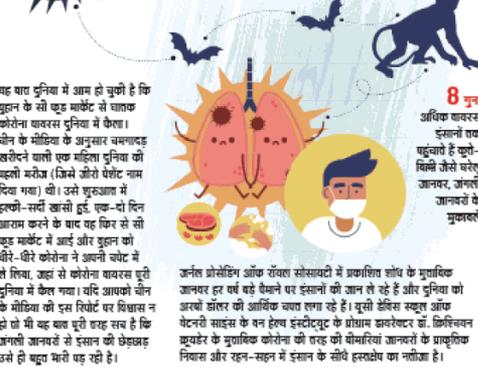 यह बात दुनिया में आम हो चुकी है कि
वुहान के सी फूड मार्केट से घातक
कोरोना वायरस दुनिया में फैला।
चीन के मीडिया के अनुसार चमगादड़
खरीदने वाली एक महिला दुनिया की
पहली मरीज (जिसे जीरो पेशेंट नाम
दिया गया) थी। उसे शुरुआत में
हल्की-सर्दी खांसी हुई, एक-दो दिन
आराम करने के बाद वह फिर से सी
फूड मार्केट में आई और वुहान को
धीरे-धीरे कोरोना ने अपनी चपेट में
ले लिया, जहां से कोरोना वायरस पूरी
दुनिया में फैल गया। यदि आपको चीन
के मीडिया की इस रिपोर्ट पर विश्वास न
हो तो भी यह बात पूरी तरह सच है कि
जंगली जानवरों से इंसान की छेड़छाड़
उसे ही बहुत भारी पड़ रही है।
8 गुन
अधिक वायरस
इंसानों तक
पहुंचाते हैं कुत्ते-
बिल्ली जैसे घरेलू
जानवर, जंगली
जानवरों के
मुकाबले
जर्नल प्रोसेडिंग ऑफ रॉयल सोसायटी में प्रकाशित शोध के मुताबिक
जानवर हर वर्ष बड़े पैमाने पर इंसानों की जान ले रहे हैं और दुनिया को
अरबों डॉलर की आर्थिक चपत लगा रहे हैं। यूसी डेविस स्कूल ऑफ
वेटनरी साइंस के वन हेल्थ इंस्टीट्यूट के प्रोग्राम डायरेक्टर डॉ. क्रिश्चियन
क्रूयडेर के मुताबिक कोरोना की तरह की बीमारियां जानवरों के प्राकृतिक
निवास और रहन-सहन में इंसान के सीधे हस्तक्षेप का नतीजा है।